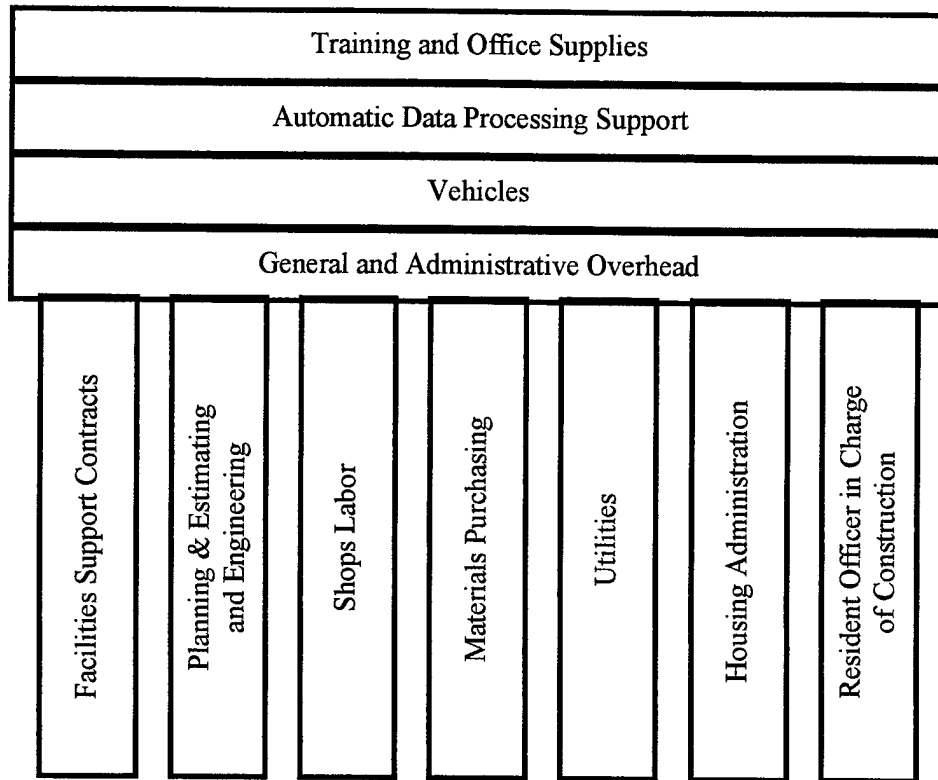 Training and Office Supplies
Automatic Data Processing Support
Vehicles
General and Administrative Overhead
Facilities Support Contracts
Planning & Estimating
and Engineering
Shops Labor
Materials Purchasing
Utilities
Housing Administration
Resident Officer in Charge
of Construction